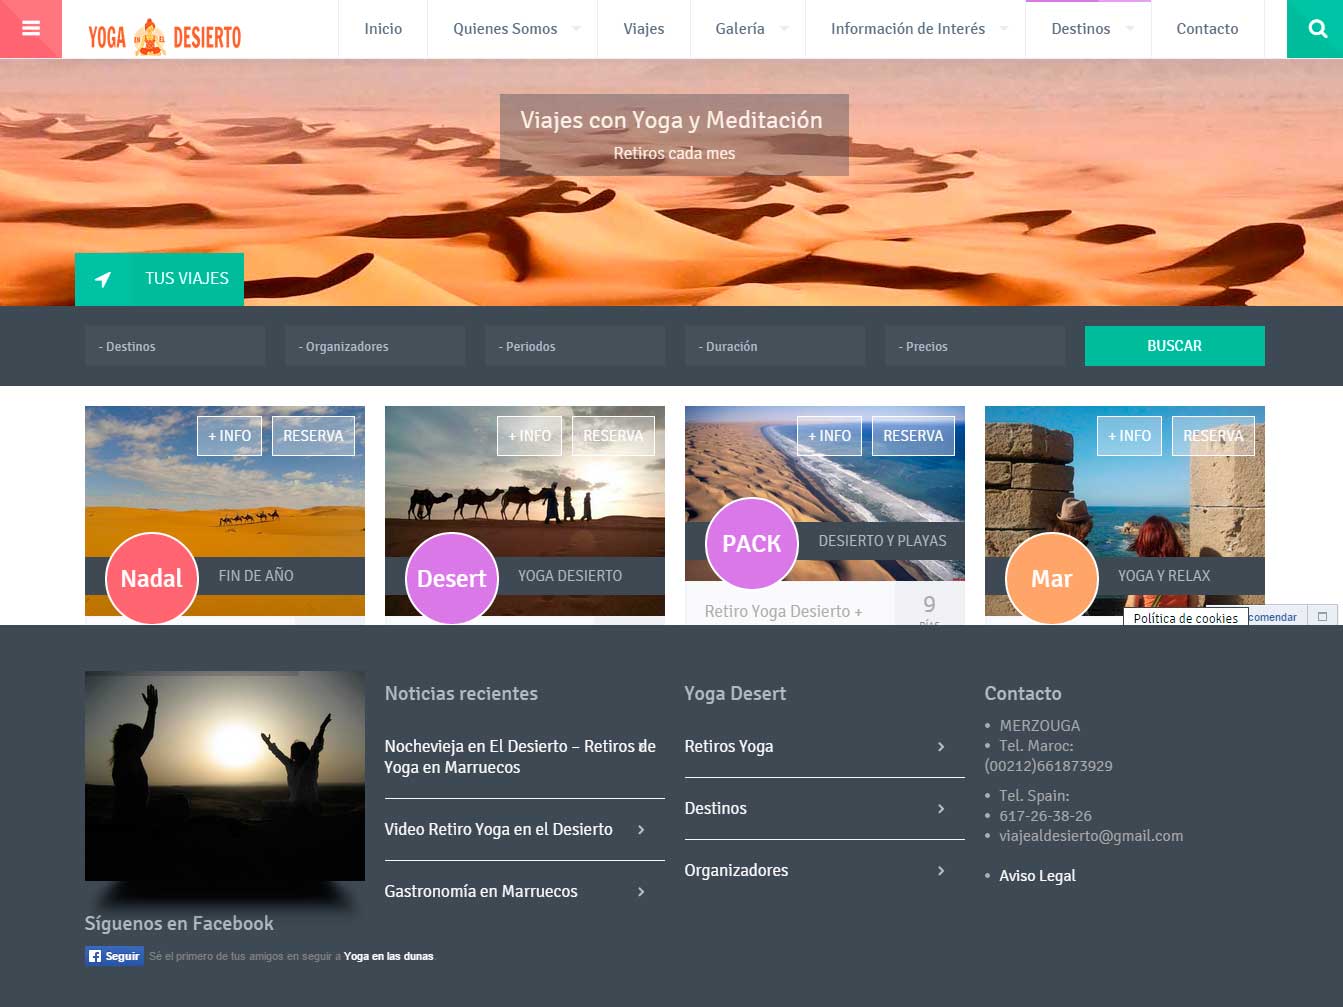 YOGA EN EL DESIERTO
Inicio
Quienes Somos
Viajes
Galería
Información de Interés
Destinos
Contacto
Viajes con Yoga y Meditación
Retiros cada mes
TUS VIAJES
- Destinos
- Organizadores
- Periodos
- Duración
- Precios
BUSCAR
+ INFO
RESERVA
Nadal
FIN DE AÑO
+ INFO
RESERVA
Desert
YOGA DESIERTO
+ INFO
RESERVA
PACK
DESIERTO Y PLAYAS
Retiro Yoga Desierto +
9
DÍAS
+ INFO
RESERVA
Mar
YOGA Y RELAX
Política de cookies
comendar
Noticias recientes
Nochevieja en El Desierto – Retiros de
Yoga en Marruecos
Video Retiro Yoga en el Desierto
Gastronomía en Marruecos
Yoga Desert
Retiros Yoga
Destinos
Organizadores
Contacto
• MERZOUGA
• Tel. Maroc:
(00212)661873929
• Tel. Spain:
• 617-26-38-26
• viajealdesierto@gmail.com
• Aviso Legal
Síguenos en Facebook
Seguir
Sé el primero de tus amigos en seguir a Yoga en las dunas.